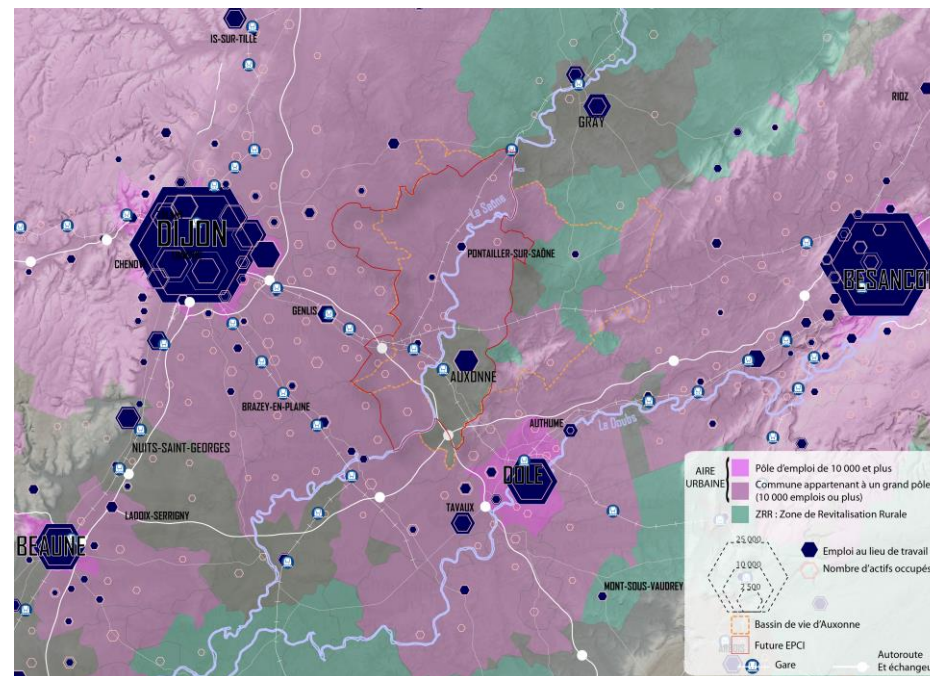 IS-SUR-TILLE
RIOZ
GRAY
La Saône
DIJON
CHENOV
PONTAILLER-SUR-SAÔNE
BESANCON
GENLIS
AUXONNE
BRAZEY-EN-PLAINE
AUTHUME
Le Doubs
NUITS-SAINT-GEORGES
DOLE
TAVAUX
LADOIX-SERRIGNY
BEAUNE
MONT-SOUS-VAUDREY
AIRE
URBAINE
Pôle d'emploi de 10 000 et plus
Commune appartenant à un grand pôle
(10 000 emplois ou plus)
ZRR : Zone de Revitalisation Rurale
25 000
10 000
2 500
Emploi au lieu de travail
Nombre d'actifs occupés
Bassin de vie d'Auxonne
Future EPCI
Gare
Autoroute
Et échangeu